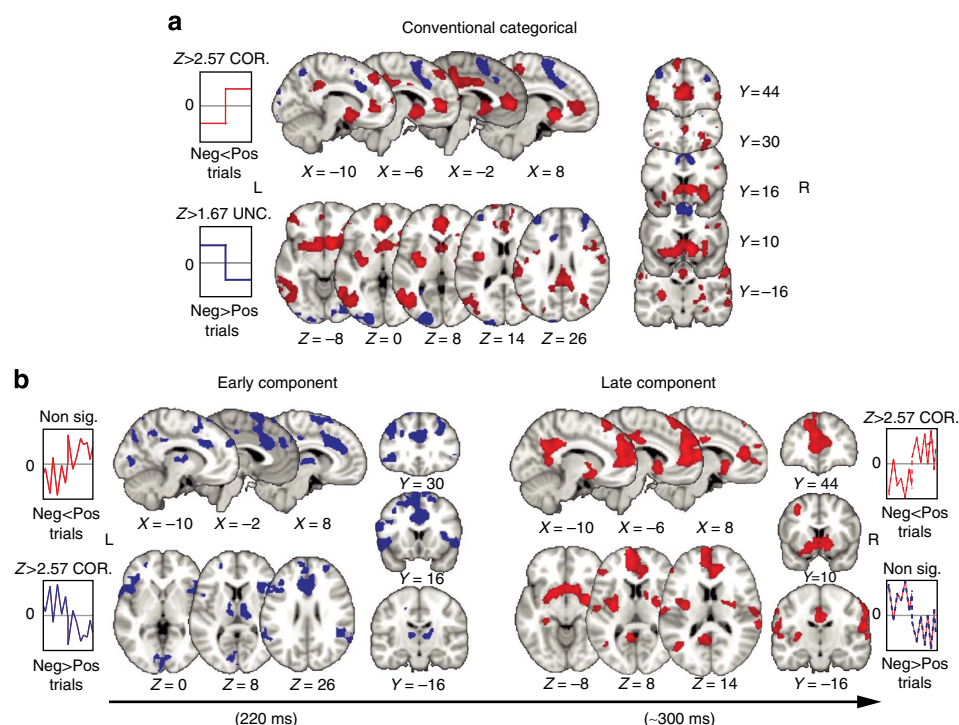 a
Conventional categorical
Z>2.57 COR.
0
Neg<Pos
trials
L
X = −10
X = −6
X = −2
X = 8
Z>1.67 UNC.
0
Neg>Pos
trials
Z = −8
Z = 0
Z = 8
Z = 14
Z = 26
Y = 44
Y = 30
Y = 16
R
Y = 10
Y = −16
b
Early component
Non sig.
0
Neg<Pos
trials
L
X = −10
X = −2
X = 8
Z>2.57 COR.
0
Neg>Pos
trials
Z = 0
Z = 8
Z = 26
Y = 30
Y = 16
Y = −16
(220 ms)
Late component
X = −10
X = −6
X = 8
Z = −8
Z = 8
Z = 14
Y = 44
Y=10
Y = −16
Z>2.57 COR.
0
Neg<Pos
trials
R
Non sig.
0
Neg>Pos
trials
(~300 ms)